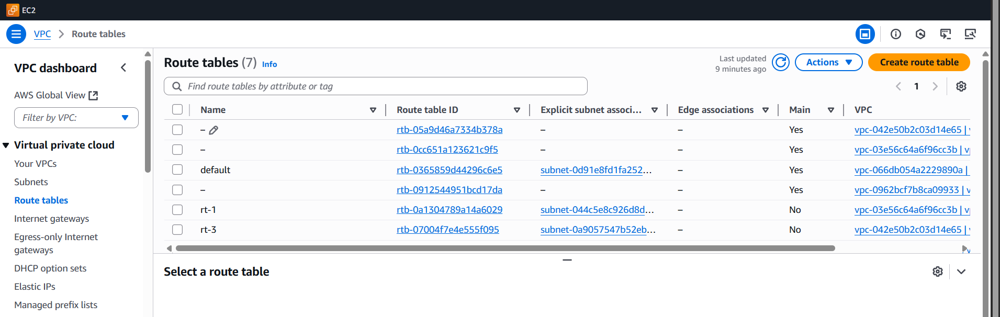 EC2
VPC > Route tables
VPC dashboard
AWS Global View
Filter by VPC:
Virtual private cloud
Your VPCs
Subnets
Route tables
Internet gateways
Egress-only Internet
gateways
DHCP option sets
Elastic IPs
Managed prefix lists
Route tables (7) Info
Last updated
9 minutes ago
Actions
Create route table
Find route tables by attribute or tag
1
Name Route table ID Explicit subnet associ... Edge associations Main VPC
– rtb-05a9d46a7334b378a – – Yes vpc-042e50b2c03d14e65 |
– rtb-0cc651a123621c9f5 – – Yes vpc-03e56c64a6f96cc3b |
default rtb-0365859d44296c6e5 subnet-0d91e8fd1fa252... – Yes vpc-066db054a2229890a |
– rtb-0912544951bcd17da – – Yes vpc-0962bcf7b8ca09933 |
rt-1 rtb-0a1304789a14a6029 subnet-044c5e8c926d8d... – No vpc-03e56c64a6f96cc3b |
rt-3 rtb-07004f7e4e555f095 subnet-0a9057547b52eb... – No vpc-042e50b2c03d14e65 |
Select a route table